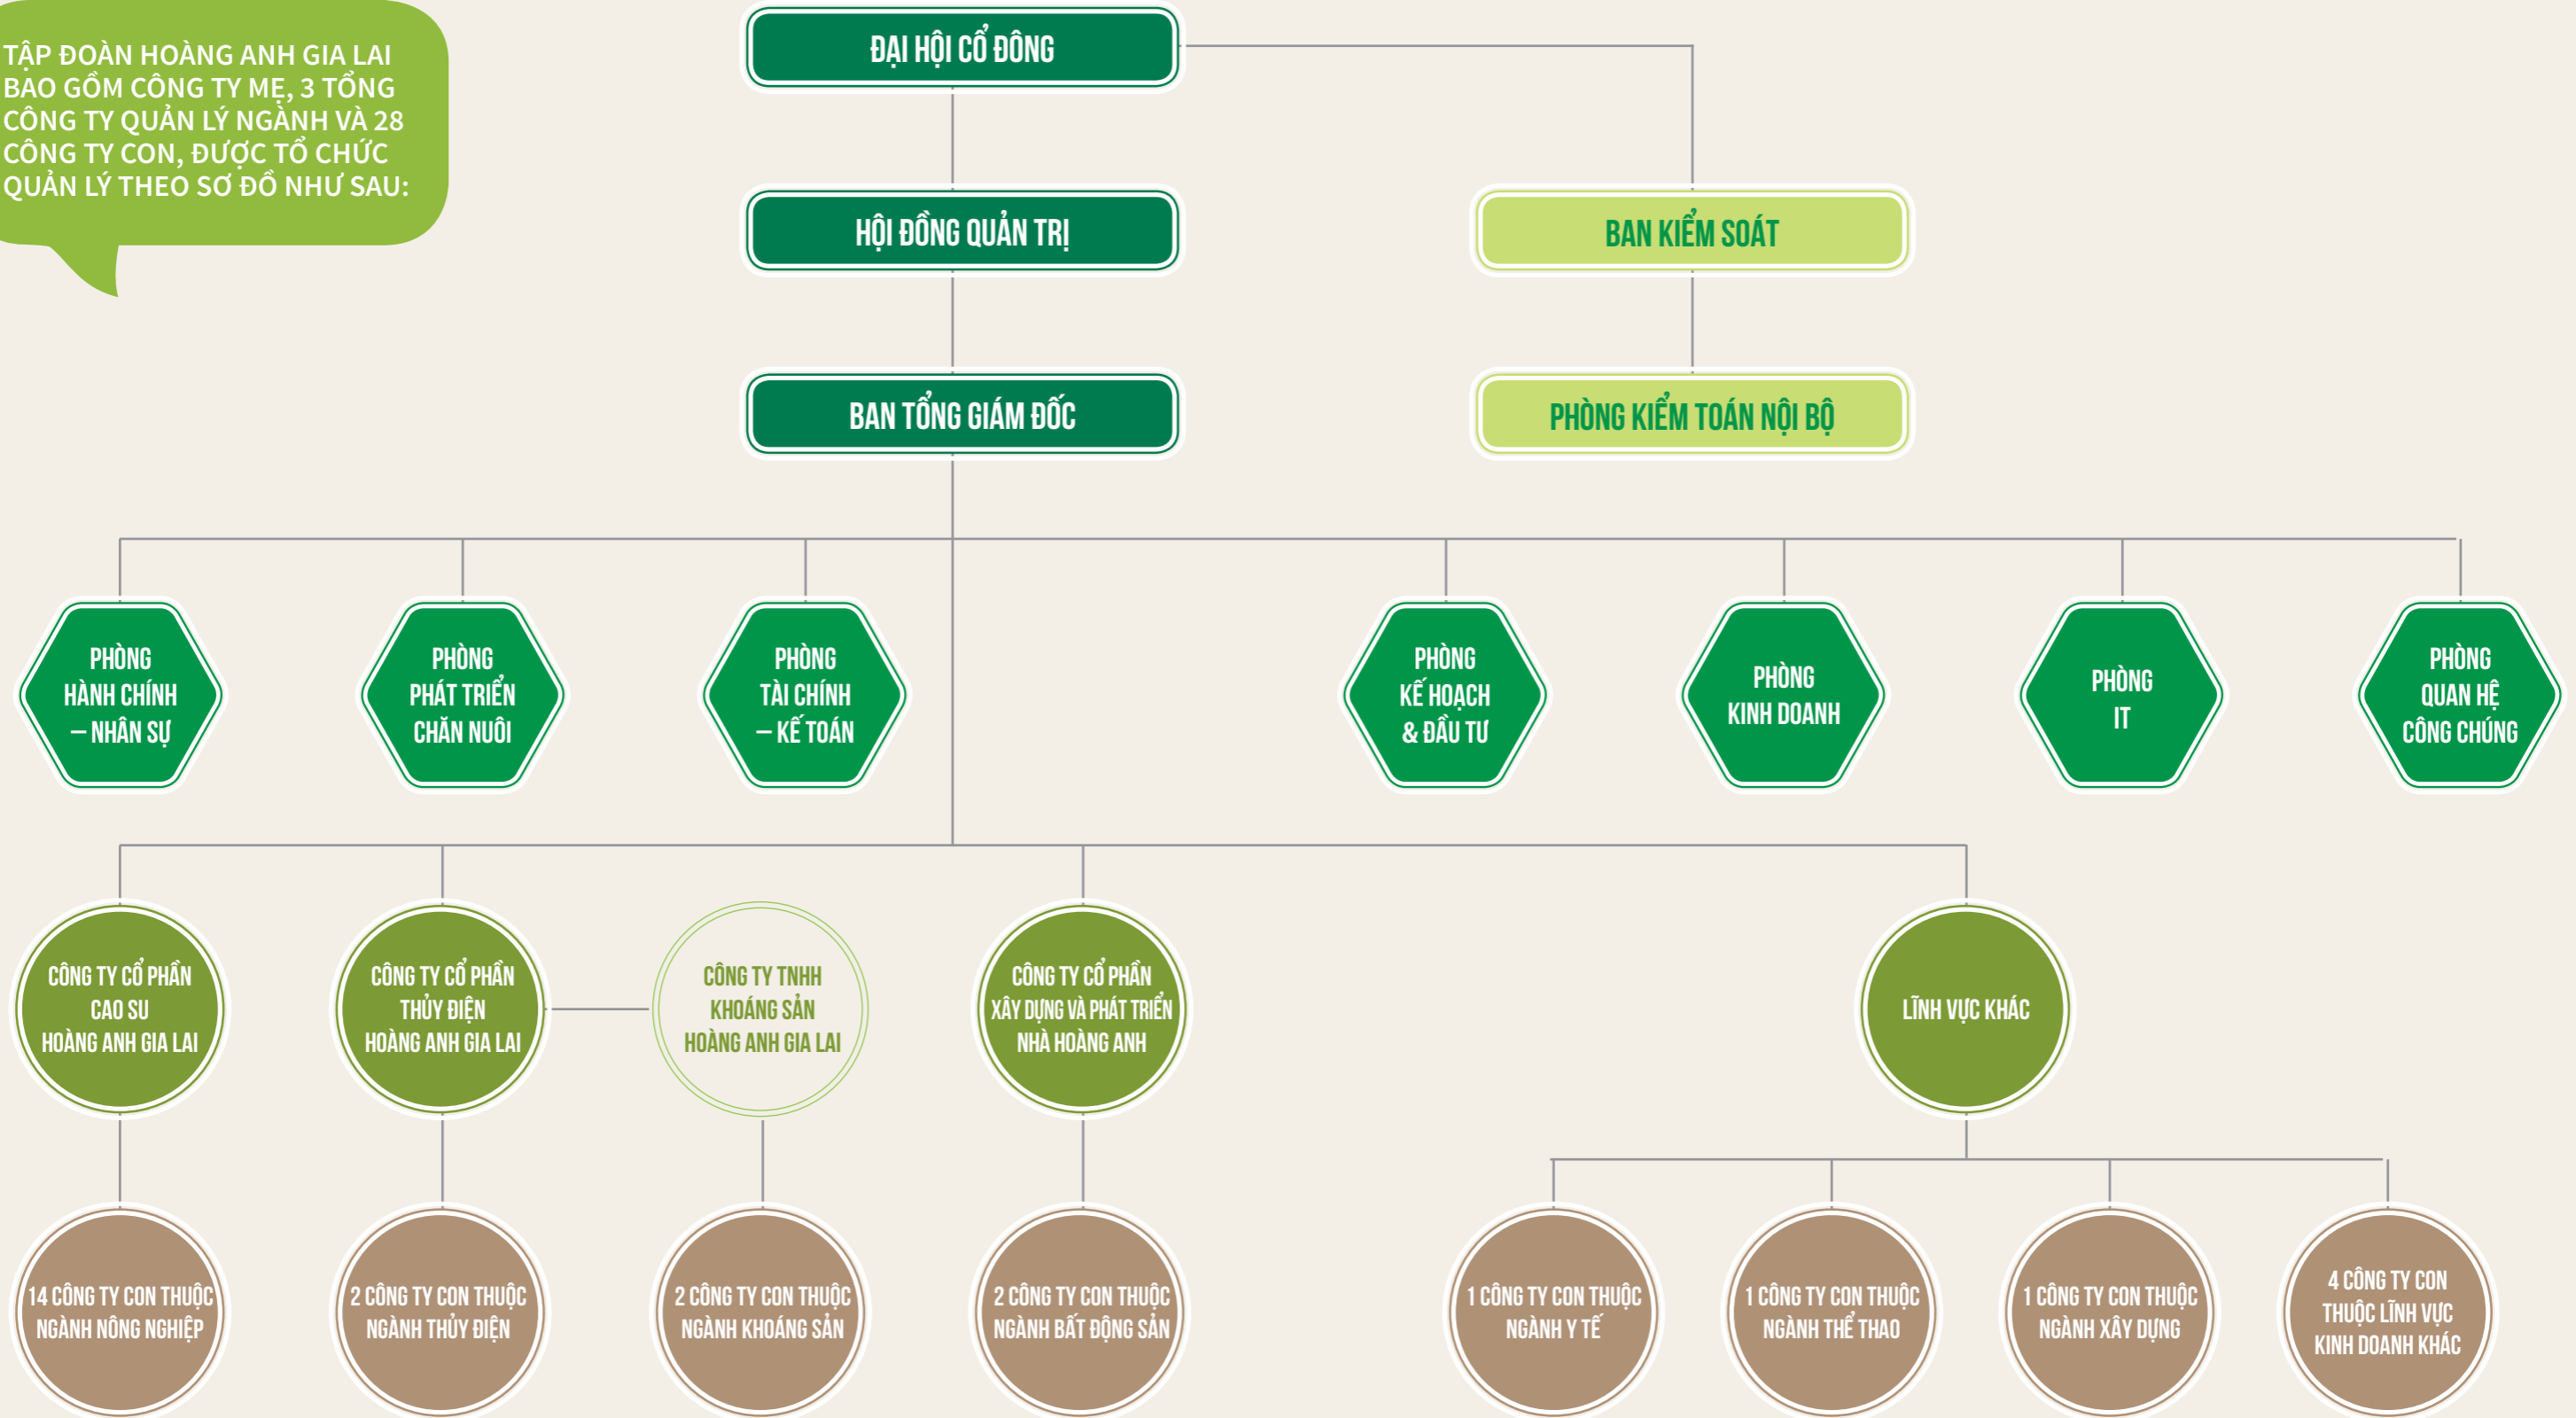 TẬP ĐOÀN HOÀNG ANH GIA LAI
BAO GỒM CÔNG TY MẸ, 3 TỔNG
CÔNG TY QUẢN LÝ NGÀNH VÀ 28
CÔNG TY CON, ĐƯỢC TỔ CHỨC
QUẢN LÝ THEO SƠ ĐỒ NHƯ SAU:
ĐẠI HỘI CỔ ĐÔNG
HỘI ĐỒNG QUẢN TRỊ
BAN KIỂM SOÁT
BAN TỔNG GIÁM ĐỐC
PHÒNG KIỂM TOÁN NỘI BỘ
PHÒNG
HÀNH CHÍNH
– NHÂN SỰ
PHÒNG
PHÁT TRIỂN
CHĂN NUÔI
PHÒNG
TÀI CHÍNH
– KẾ TOÁN
PHÒNG
KẾ HOẠCH
& ĐẦU TƯ
PHÒNG
KINH DOANH
PHÒNG
IT
PHÒNG
QUAN HỆ
CÔNG CHÚNG
CÔNG TY CỔ PHẦN
CAO SU
HOÀNG ANH GIA LAI
CÔNG TY CỔ PHẦN
THỦY ĐIỆN
HOÀNG ANH GIA LAI
CÔNG TY TNHH
KHOÁNG SẢN
HOÀNG ANH GIA LAI
CÔNG TY CỔ PHẦN
XÂY DỰNG VÀ PHÁT TRIỂN
NHÀ HOÀNG ANH
LĨNH VỰC KHÁC
14 CÔNG TY CON THUỘC
NGÀNH NÔNG NGHIỆP
2 CÔNG TY CON THUỘC
NGÀNH THỦY ĐIỆN
2 CÔNG TY CON THUỘC
NGÀNH KHOÁNG SẢN
2 CÔNG TY CON THUỘC
NGÀNH BẤT ĐỘNG SẢN
1 CÔNG TY CON THUỘC
NGÀNH Y TẾ
1 CÔNG TY CON THUỘC
NGÀNH THỂ THAO
1 CÔNG TY CON THUỘC
NGÀNH XÂY DỰNG
4 CÔNG TY CON
THUỘC LĨNH VỰC
KINH DOANH KHÁC